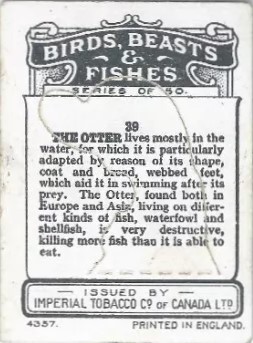 BIRDS, BEASTS
&
FISHES
SERIES OF 50.
39
THE OTTER lives mostly in the
water, for which it is particularly
adapted by reason of its shape,
coat and broad, webbed feet,
which aid it in swimming after its
prey. The Otter, found both in
Europe and Asia, living on differ-
ent kinds of fish, waterfowl and
shellfish, is very destructive,
killing more fish than it is able to
eat.
ISSUED BY
IMPERIAL TOBACCO Co OF CANADA LTD
4357.
PRINTED IN ENGLAND.